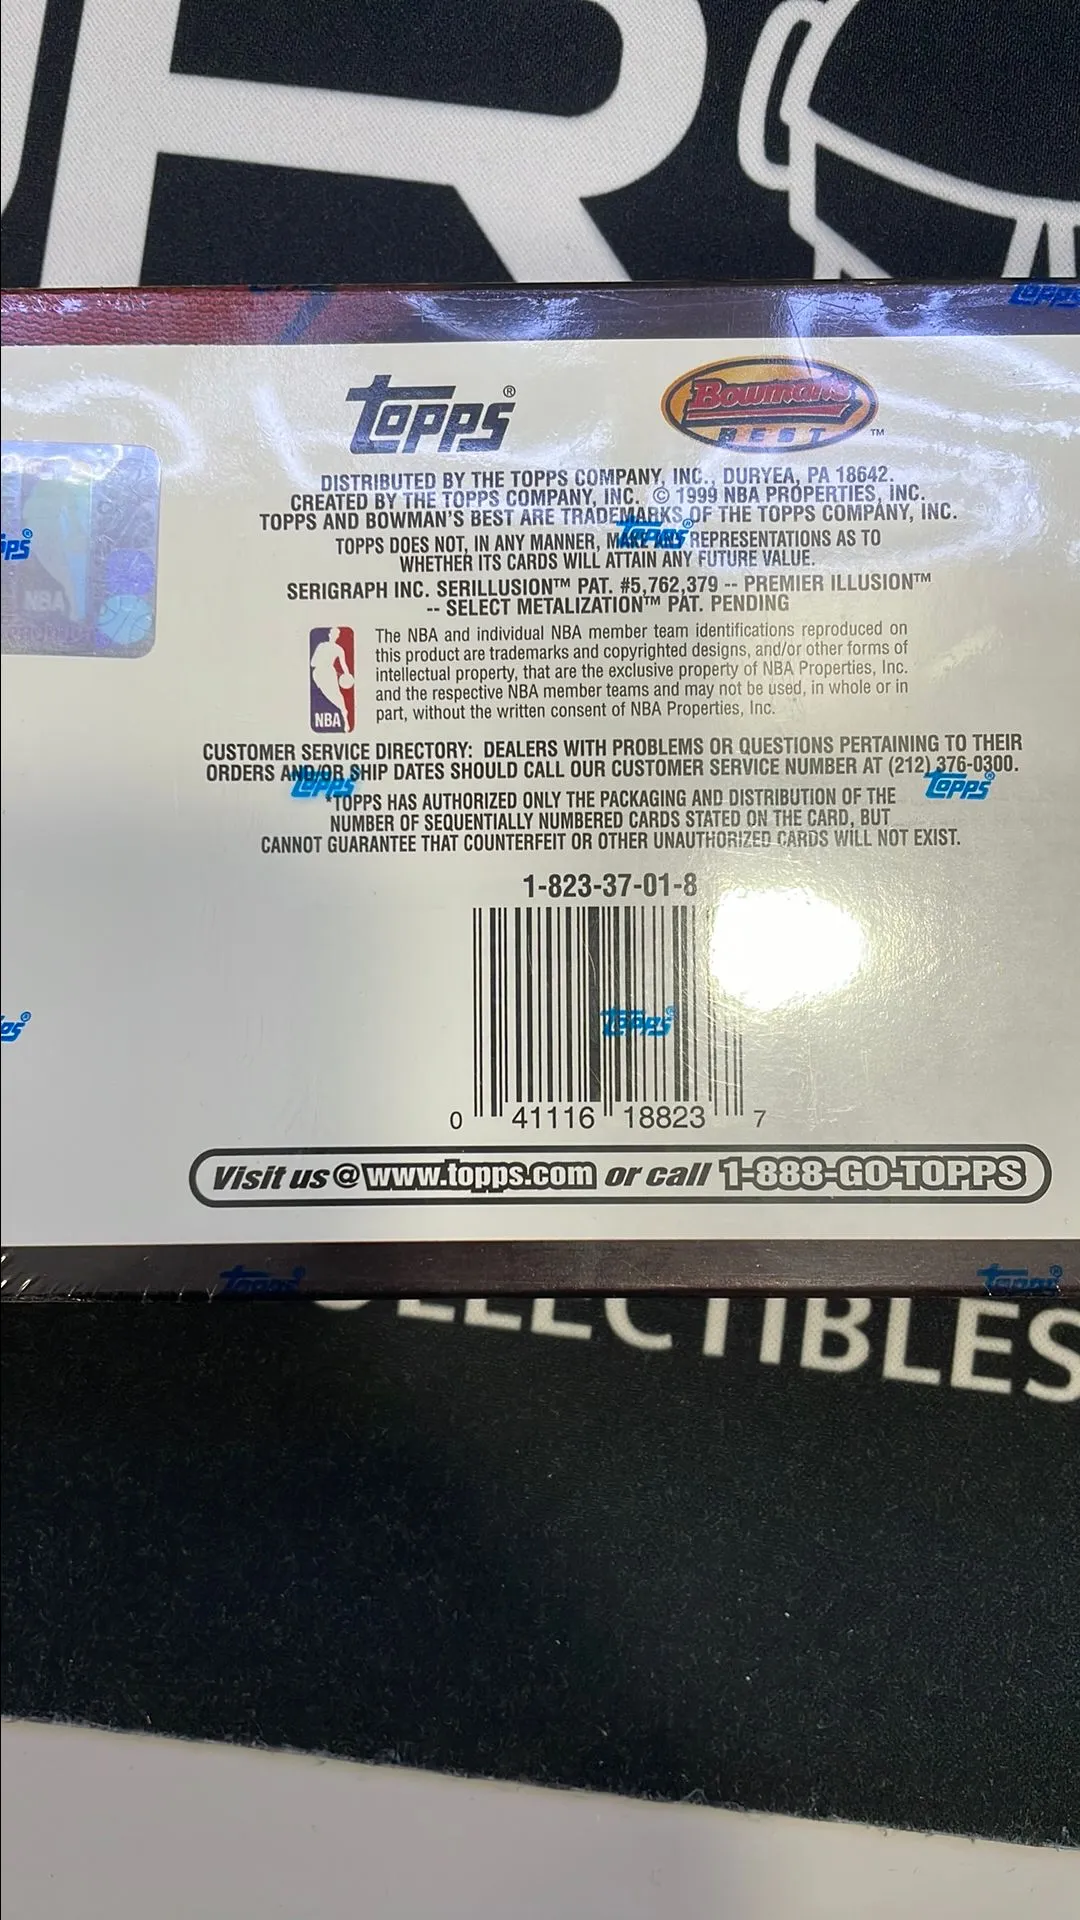 Topps®
Bowman's
BEST™
DISTRIBUTED BY THE TOPPS COMPANY, INC., DURYEA, PA 18642.
CREATED BY THE TOPPS COMPANY, INC. © 1999 NBA PROPERTIES, INC.
TOPPS AND BOWMAN'S BEST ARE TRADEMARKS OF THE TOPPS COMPANY, INC.
TOPPS DOES NOT, IN ANY MANNER, MAKE ANY REPRESENTATIONS AS TO
WHETHER ITS CARDS WILL ATTAIN ANY FUTURE VALUE.
SERIGRAPH INC. SERILLUSION™ PAT. #5,762,379 -- PREMIER ILLUSION™
-- SELECT METALIZATION™ PAT. PENDING
The NBA and individual NBA member team identifications reproduced on
this product are trademarks and copyrighted designs, and/or other forms of
intellectual property, that are the exclusive property of NBA Properties, Inc.
and the respective NBA member teams and may not be used, in whole or in
part, without the written consent of NBA Properties, Inc.
NBA
NBA
CUSTOMER SERVICE DIRECTORY: DEALERS WITH PROBLEMS OR QUESTIONS PERTAINING TO THEIR
ORDERS AND/OR SHIP DATES SHOULD CALL OUR CUSTOMER SERVICE NUMBER AT (212) 376-0300.
*TOPPS HAS AUTHORIZED ONLY THE PACKAGING AND DISTRIBUTION OF THE
NUMBER OF SEQUENTIALLY NUMBERED CARDS STATED ON THE CARD, BUT
CANNOT GUARANTEE THAT COUNTERFEIT OR OTHER UNAUTHORIZED CARDS WILL NOT EXIST.
1-823-37-01-8
0 41116 18823 7
Visit us @ www.topps.com or call 1-888-GO-TOPPS
Topps
Topps®
Topps
Topps®
Topps
Topps
Topps®